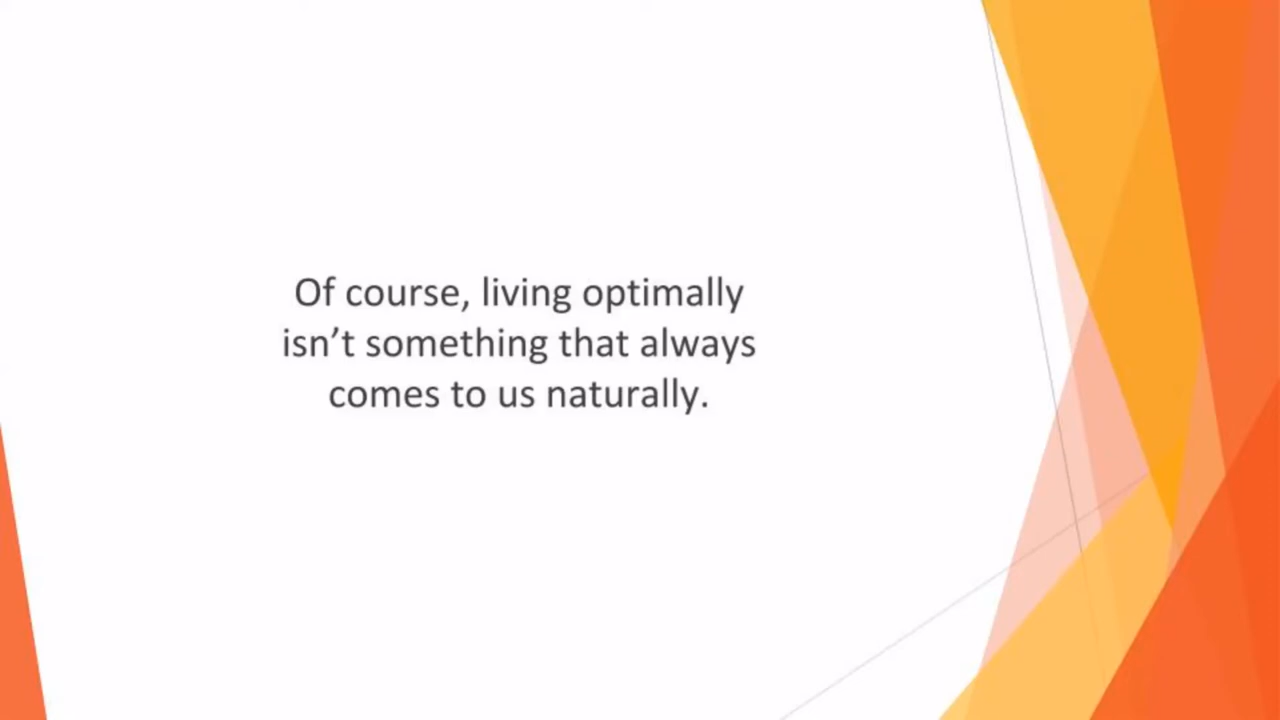 Of course, living optimally
isn’t something that always
comes to us naturally.